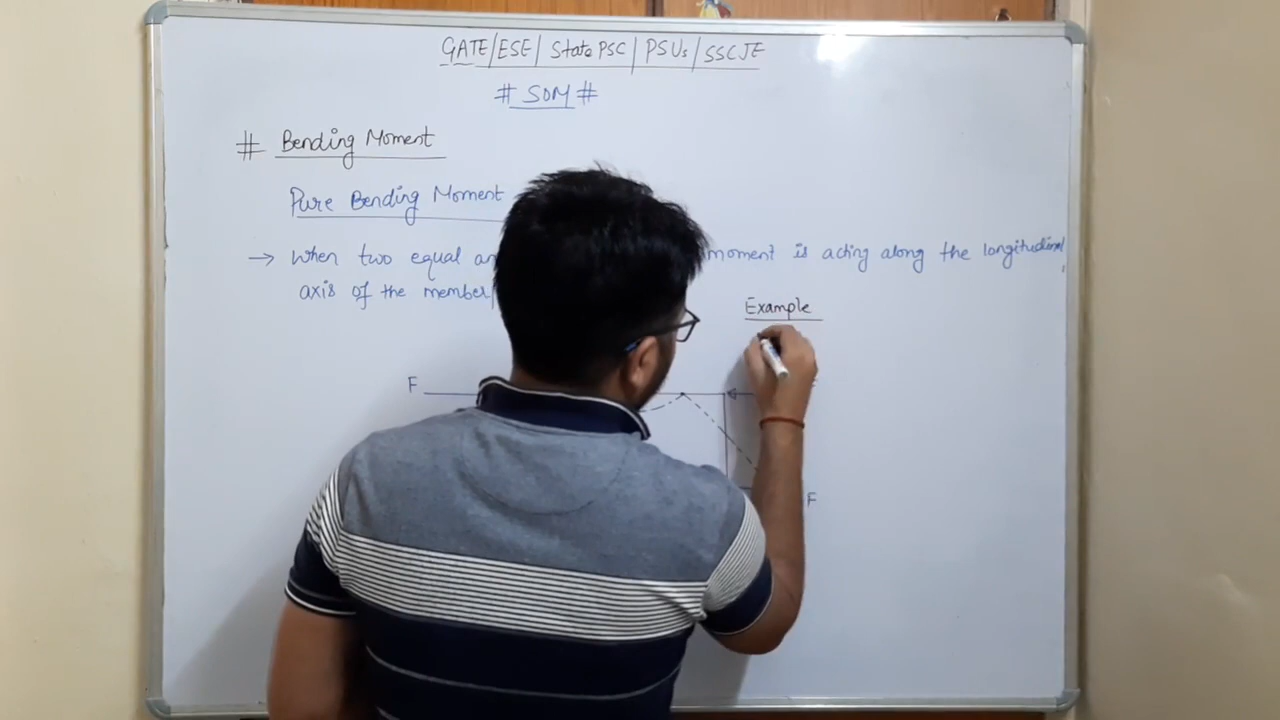 GATE/ESE/ State PSC/ PSUs/ SSCJE
# SOM #
# Bending Moment
Pure Bending Moment
→ When two equal moment is acting along the longitudinal
axis of the member
Example
F
F